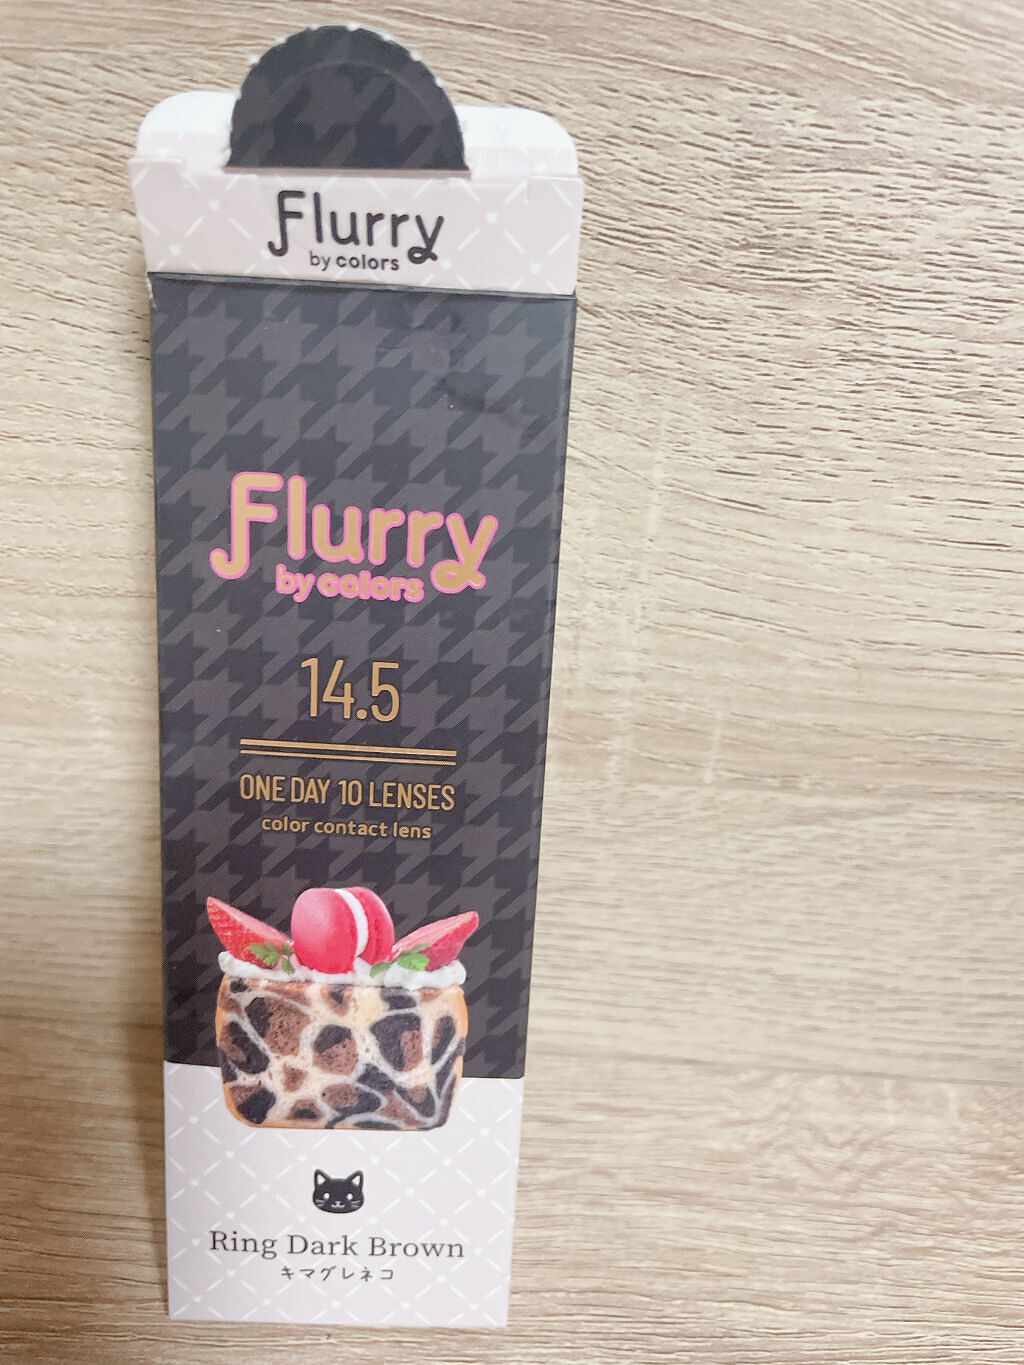 Flurry
by colors
Flurry
by colors
14.5
ONE DAY 10 LENSES
color contact lens
Ring Dark Brown
キマグレネコ